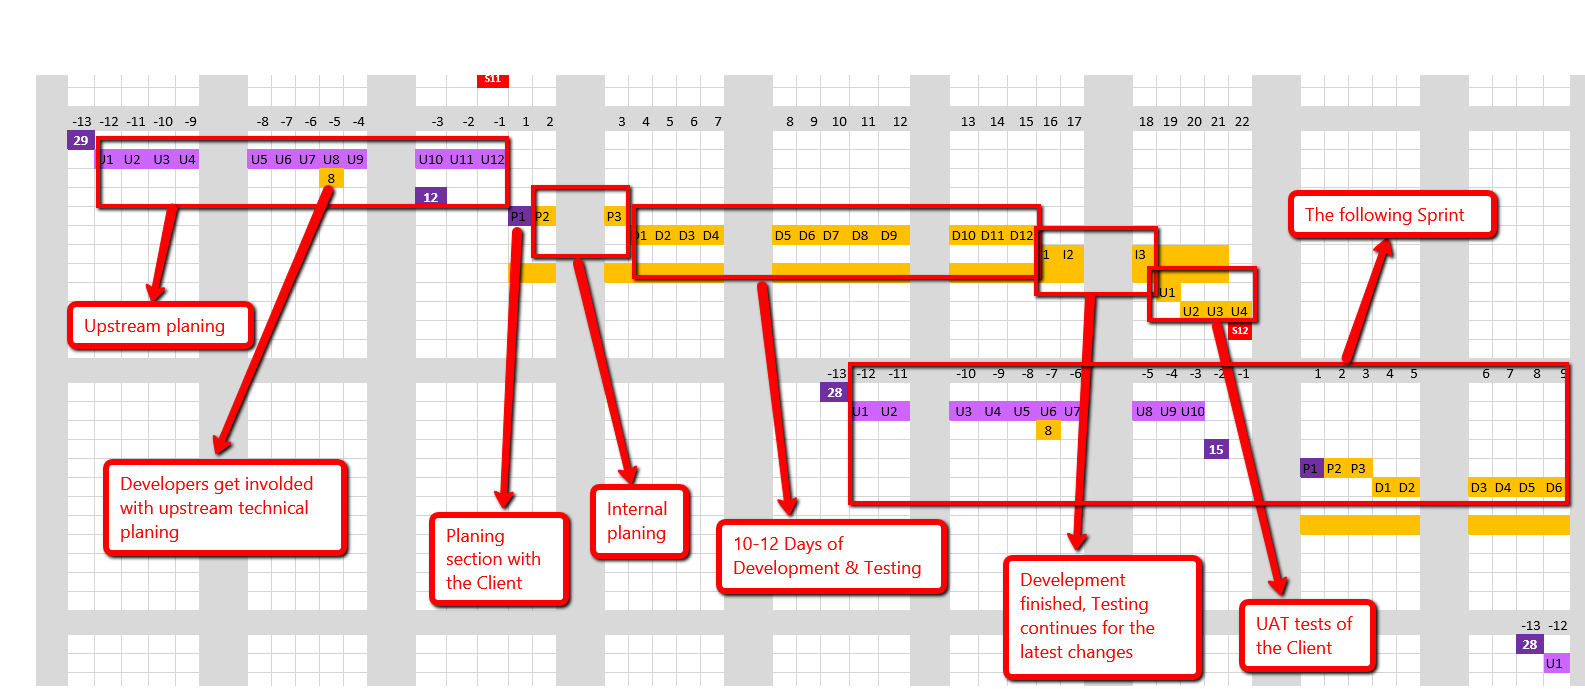 S11
-13 -12 -11 -10 -9 -8 -7 -6 -5 -4 -3 -2 -1 1 2 3 4 5 6 7 8 9 10 11 12 13 14 15 16 17 18 19 20 21 22
29
U1 U2 U3 U4 U5 U6 U7 U8 U9 U10 U11 U12
8
12
P1 P2 P3
D1 D2 D3 D4 D5 D6 D7 D8 D9 D10 D11 D12
1 I2 I3
U1
U2 U3 U4
S12
The following Sprint
Upstream planing
-13 -12 -11 -10 -9 -8 -7 -6 -5 -4 -3 -2 -1 1 2 3 4 5 6 7 8 9
28
U1 U2 U3 U4 U5 U6 U7 U8 U9 U10
8
15
P1 P2 P3
D1 D2 D3 D4 D5 D6
Developers get involded
with upstream technical
planing
Planing
section with
the Client
Internal
planing
10-12 Days of
Development & Testing
Develepment
finished, Testing
continues for the
latest changes
UAT tests of
the Client
-13 -12
28
U1